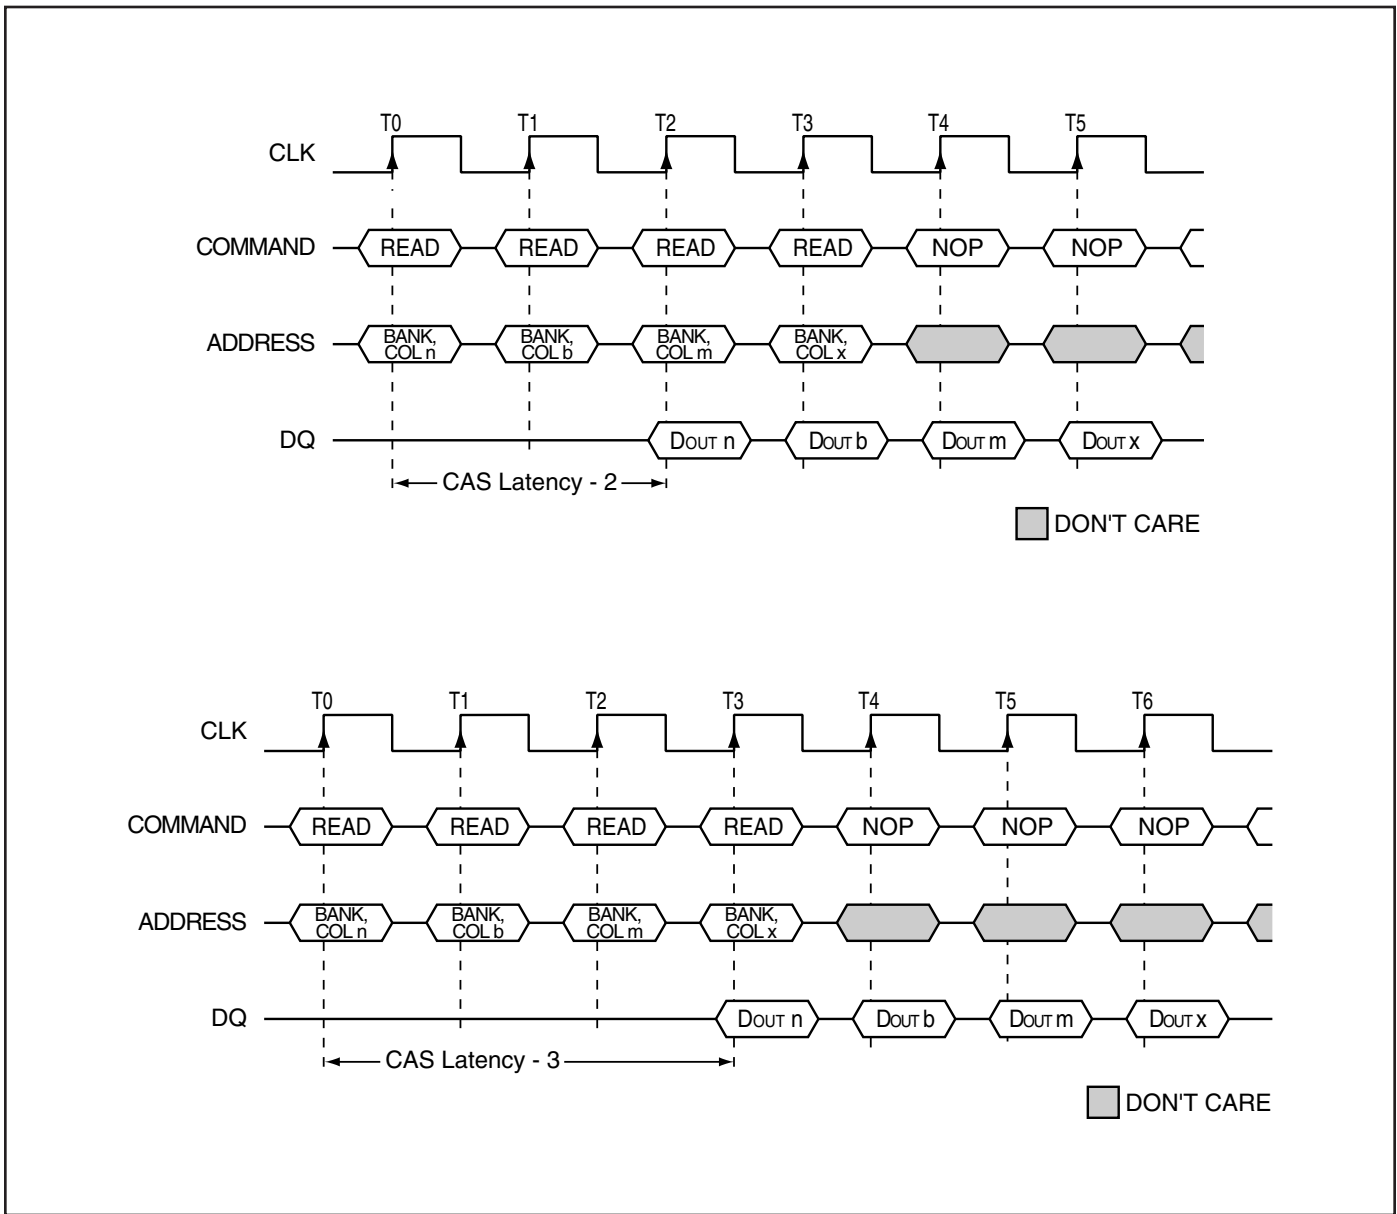 T0 T1 T2 T3 T4 T5
CLK
COMMAND READ READ READ READ NOP NOP
ADDRESS BANK, COL n BANK, COL b BANK, COL m BANK, COL x
DQ DOUT n DOUT b DOUT m DOUT x
CAS Latency - 2
DON'T CARE
T0 T1 T2 T3 T4 T5 T6
CLK
COMMAND READ READ READ READ NOP NOP NOP
ADDRESS BANK, COL n BANK, COL b BANK, COL m BANK, COL x
DQ DOUT n DOUT b DOUT m DOUT x
CAS Latency - 3
DON'T CARE